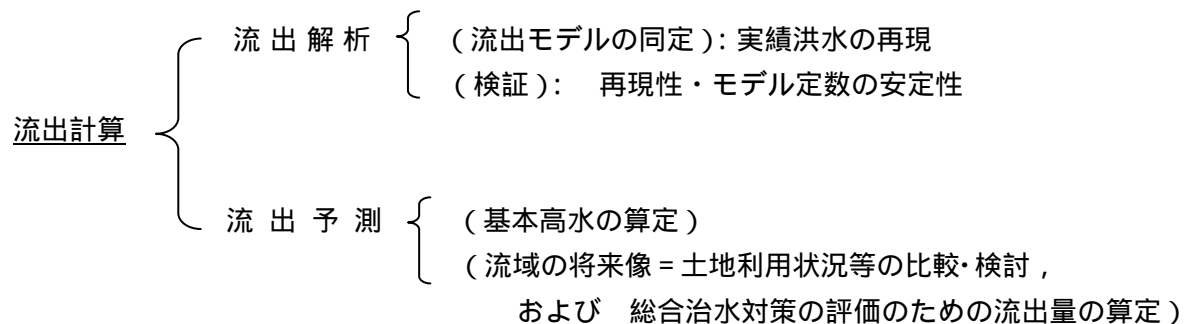 流 出 解 析 ( 流出モデルの同定 ): 実績洪水の再現
( 検証 ): 再現性・モデル定数の安定性
流出計算
流 出 予 測 ( 基本高水の算定 )
( 流域の将来像 = 土地利用状況等の比較・検討 ,
および 総合治水対策の評価のための流出量の算定 )